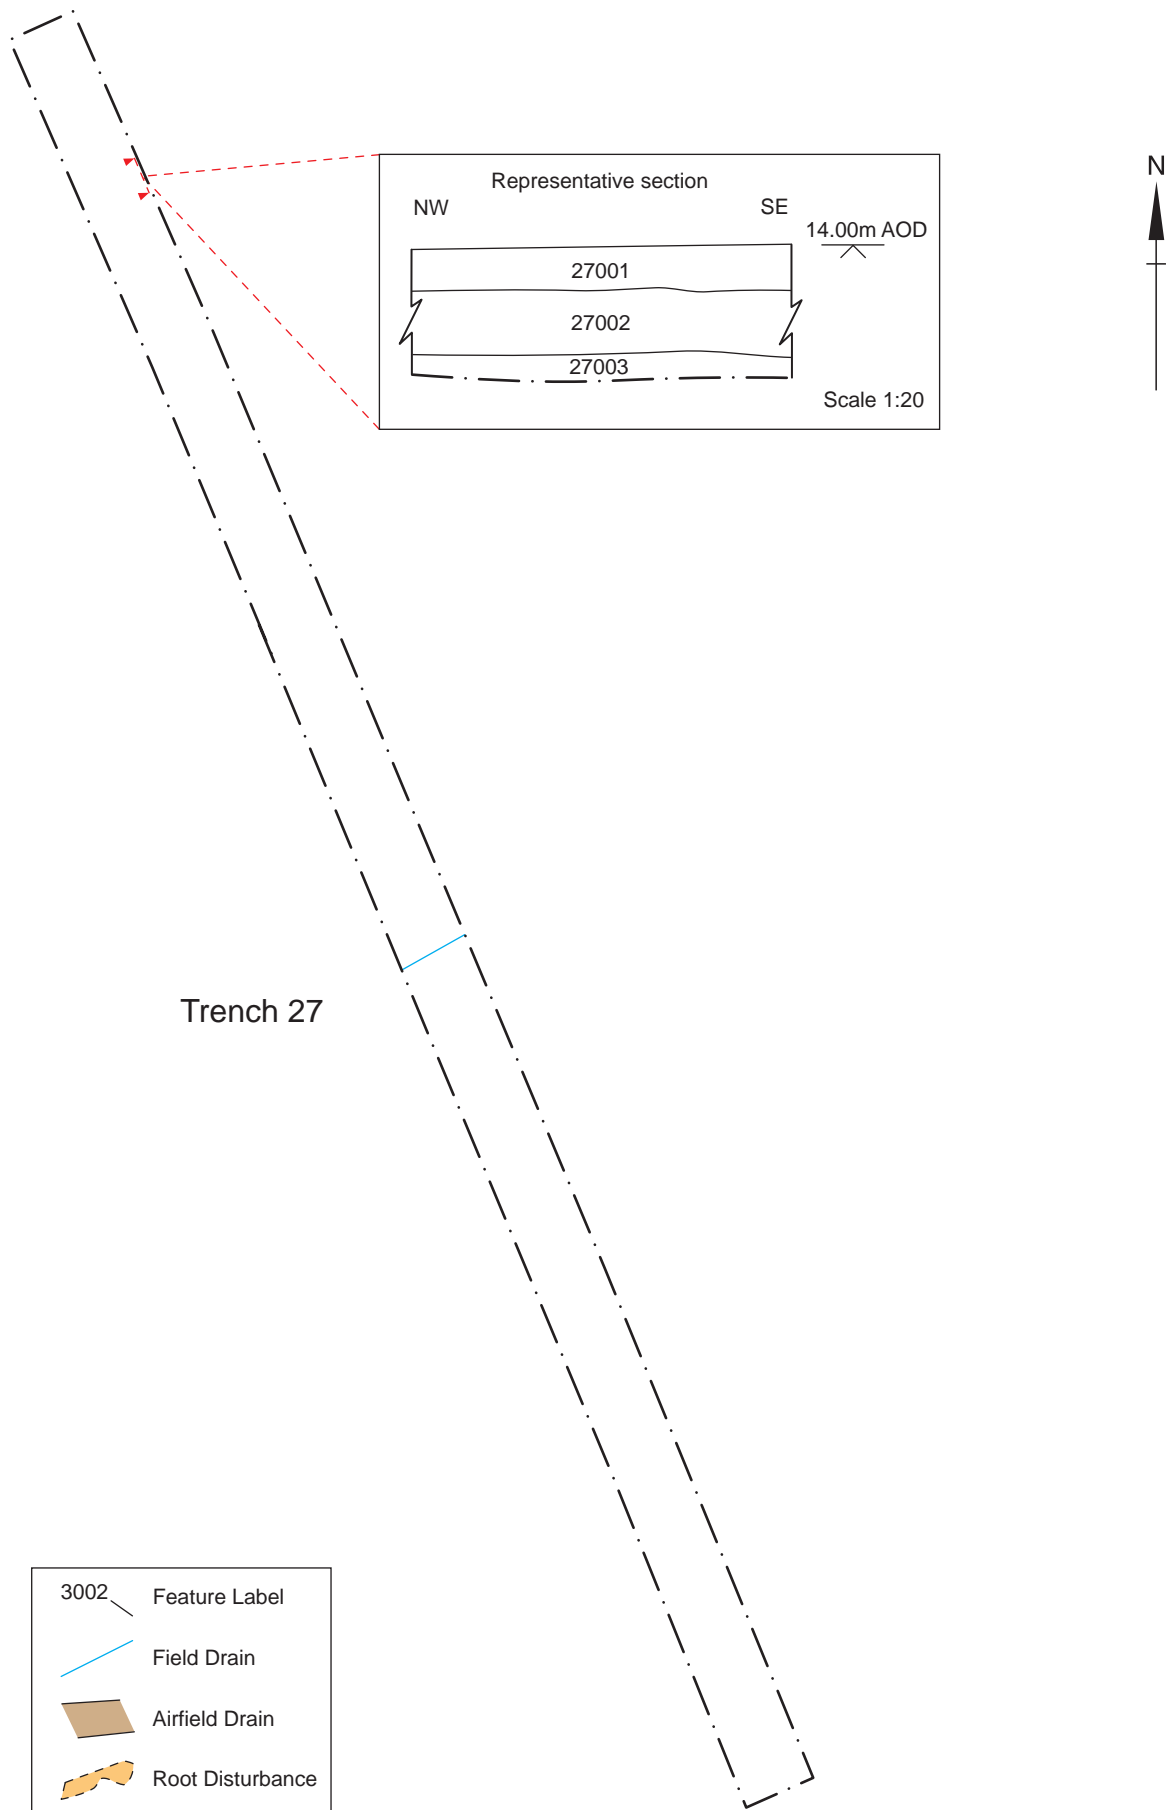 N
Representative section
NW
SE
14.00m AOD
27001
27002
27003
Scale 1:20
Trench 27
3002 Feature Label
Field Drain
Airfield Drain
Root Disturbance